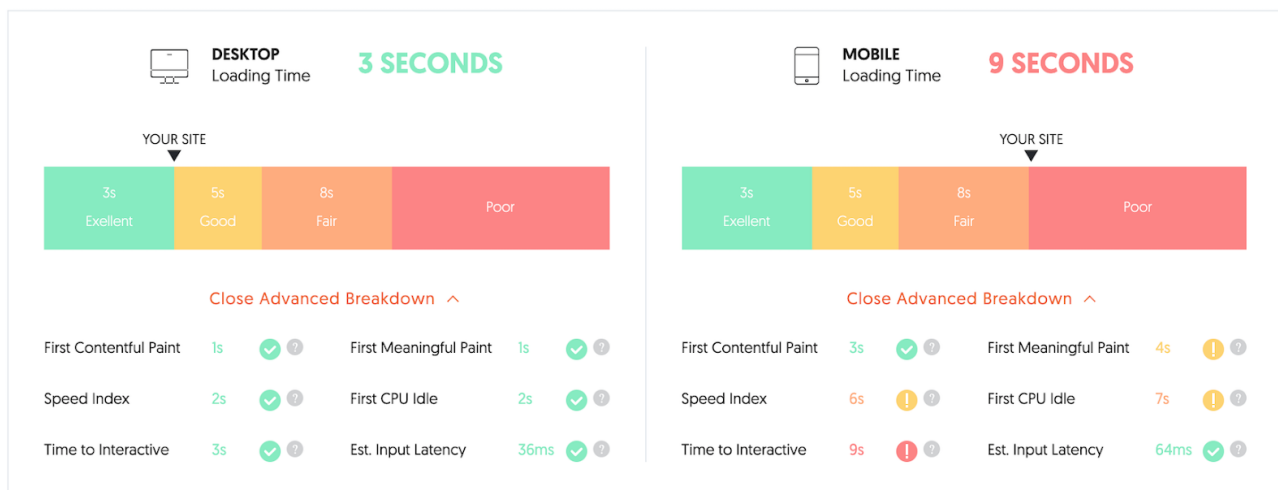 DESKTOP
Loading Time
3 SECONDS
YOUR SITE
3s
Exellent
5s
Good
8s
Fair
Poor
Close Advanced Breakdown
First Contentful Paint 1s ?
First Meaningful Paint 1s ?
Speed Index 2s ?
First CPU Idle 2s ?
Time to Interactive 3s ?
Est. Input Latency 36ms ?
MOBILE
Loading Time
9 SECONDS
YOUR SITE
3s
Exellent
5s
Good
8s
Fair
Poor
Close Advanced Breakdown
First Contentful Paint 3s ?
First Meaningful Paint 4s ! ?
Speed Index 6s ! ?
First CPU Idle 7s ! ?
Time to Interactive 9s ! ?
Est. Input Latency 64ms ?